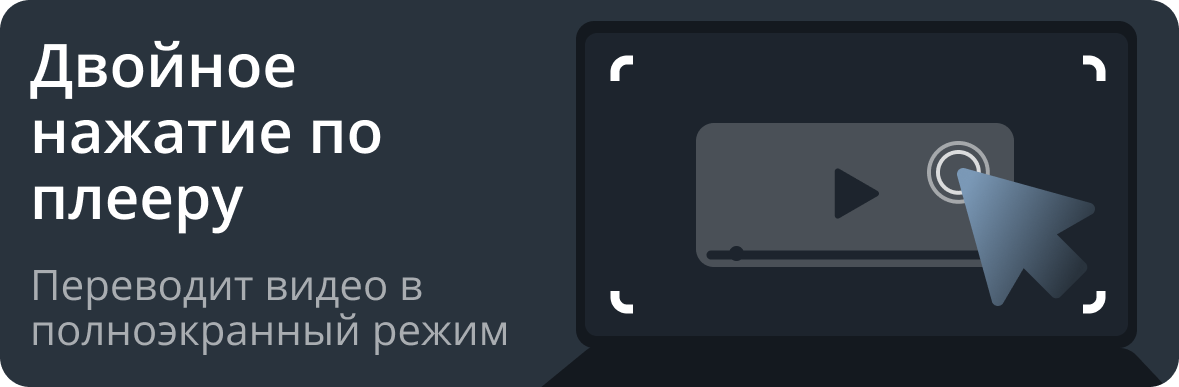 Двойное
нажатие по
плееру
Переводит видео в
полноэкранный режим